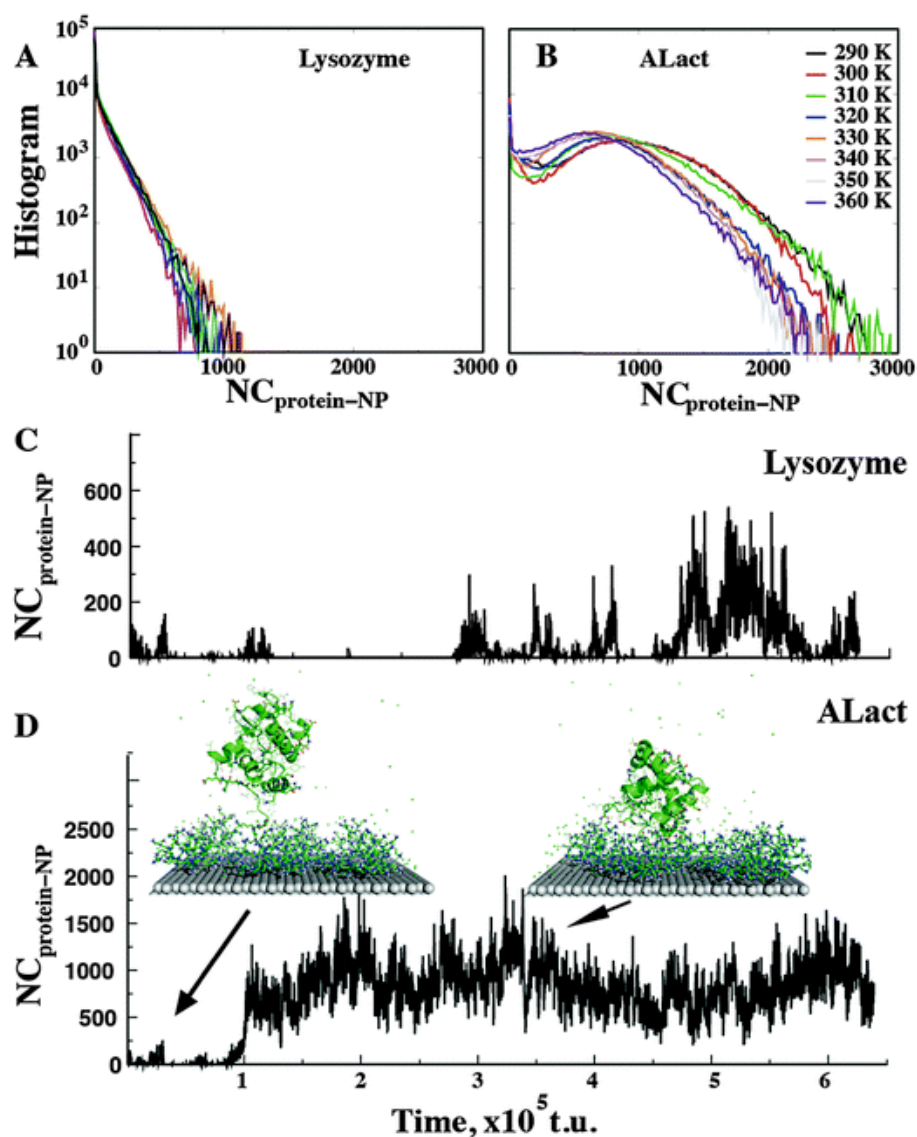 A
Lysozyme
Histogram
10^5
10^4
10^3
10^2
10^1
10^0
0
1000
2000
3000
NC_protein−NP
B
ALact
290 K
300 K
310 K
320 K
330 K
340 K
350 K
360 K
0
1000
2000
3000
NC_protein−NP
C
Lysozyme
NC_protein−NP
600
400
200
0
D
ALact
NC_protein−NP
2500
2000
1500
1000
500
0
1
2
3
4
5
6
Time, x10^5 t.u.